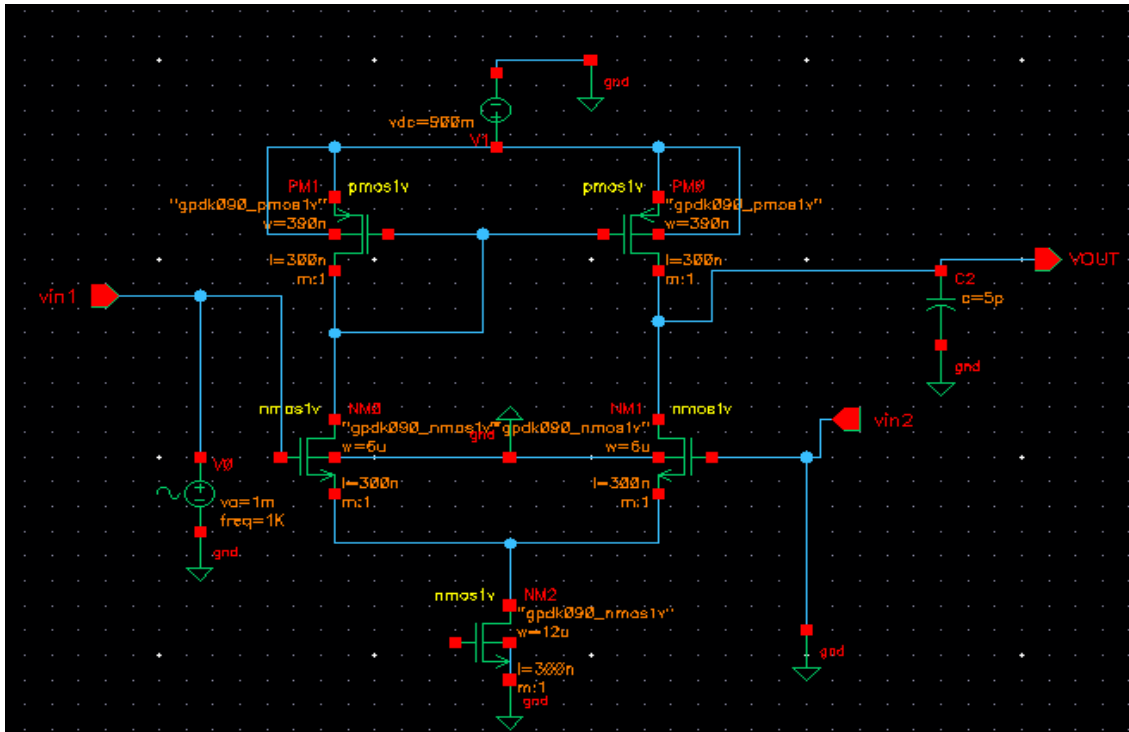 gnd
vdc=900m
V1
PM1 pmos1v
"gpdk090_pmos1v"
w=390n
l=300n
m:1
pmos1v PM0
"gpdk090_pmos1v"
w=390n
l=300n
m:1
VOUT
C2
c=5p
gnd
vin1
nmos1v NM0
"gpdk090_nmos1v"
w=6u
l=300n
m:1
gnd
NM1 nmos1v
"gpdk090_nmos1v"
w=6u
l=300n
m:1
vin2
V0
va=1m
freq=1K
gnd
nmos1v NM2
"gpdk090_nmos1v"
w=12u
l=300n
m:1
gnd
gnd